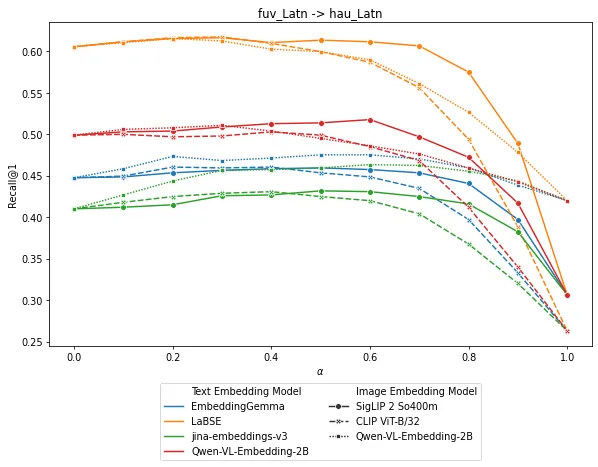 fuv_Latn -> hau_Latn
Recall@1
0.60
0.55
0.50
0.45
0.40
0.35
0.30
0.25
0.0 0.2 0.4 0.6 0.8 1.0
α
Text Embedding Model Image Embedding Model
EmbeddingGemma SigLIP 2 So400m
LaBSE CLIP ViT-B/32
jina-embeddings-v3 Qwen-VL-Embedding-2B
Qwen-VL-Embedding-2B